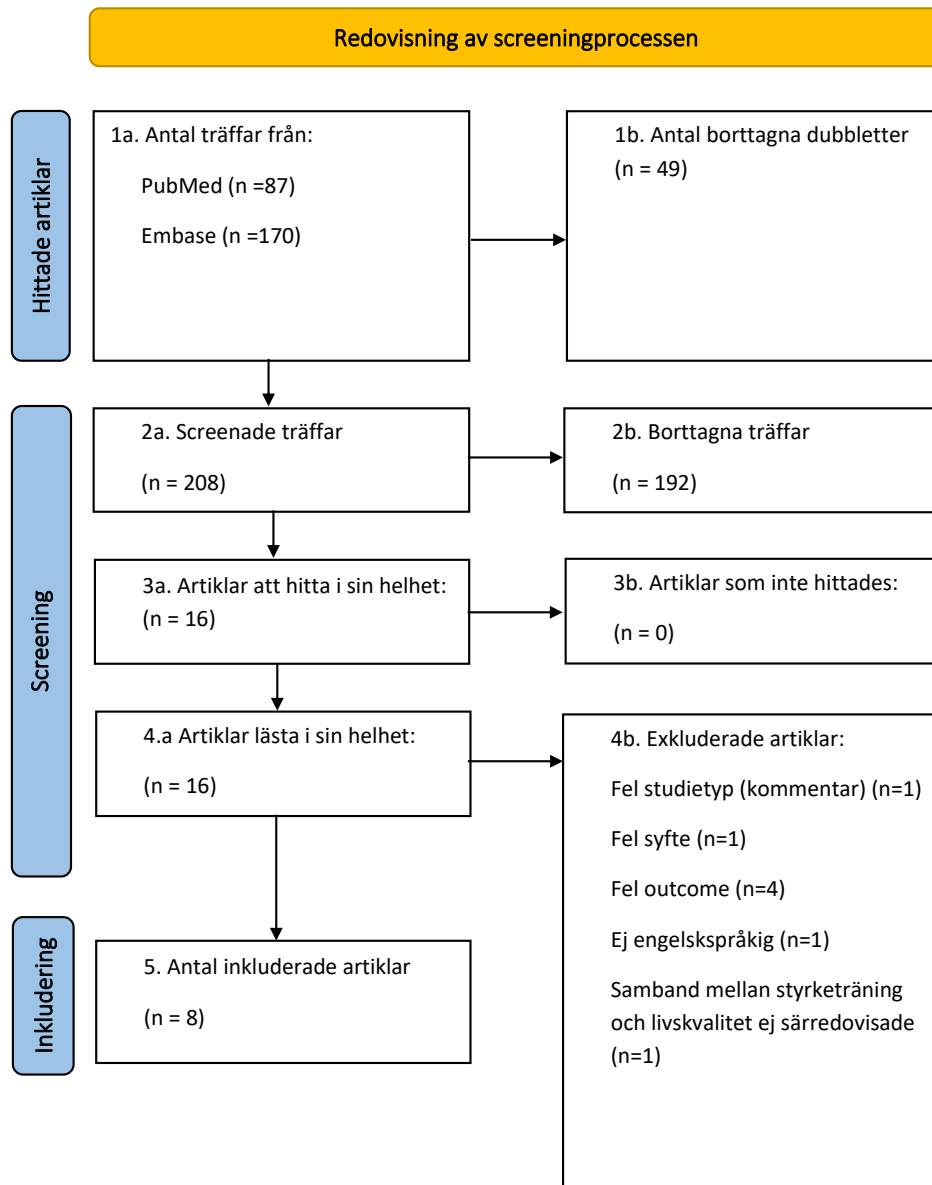 Redovisning av screeningprocessen
Hittade artiklar
1a. Antal träffar från:
PubMed (n =87)
Embase (n =170)
1b. Antal borttagna dubbletter
(n = 49)
Screening
2a. Screenade träffar
(n = 208)
2b. Borttagna träffar
(n = 192)
3a. Artiklar att hitta i sin helhet:
(n = 16)
3b. Artiklar som inte hittades:
(n = 0)
4.a Artiklar lästa i sin helhet:
(n = 16)
4b. Exkluderade artiklar:
Fel studietyp (kommentar) (n=1)
Fel syfte (n=1)
Fel outcome (n=4)
Ej engelskspråkig (n=1)
Samband mellan styrketräning
och livskvalitet ej särredovisade
(n=1)
Inkludering
5. Antal inkluderade artiklar
(n = 8)